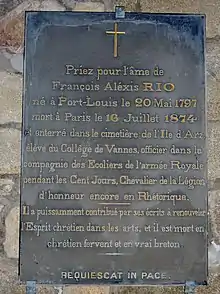 Priez pour l'âme de
François Aléxis RIO
né à Port-Louis le 20 Mai 1797
mort à Paris le 16 Juillet 1874
et enterré dans le cimetière de l'Ile d'Arz
élève du Collège de Vannes, officier dans la
compagnie des Ecoliers de l'armée Royale
pendant les Cent Jours, Chevalier de la Légion
d'honneur encore en Rhétorique.
Il a puissamment contribué par ses écrits à renouveler
l'Esprit chrétien dans les arts, et il est mort en
chrétien fervent et en vrai breton
REQUIESCAT IN PACE